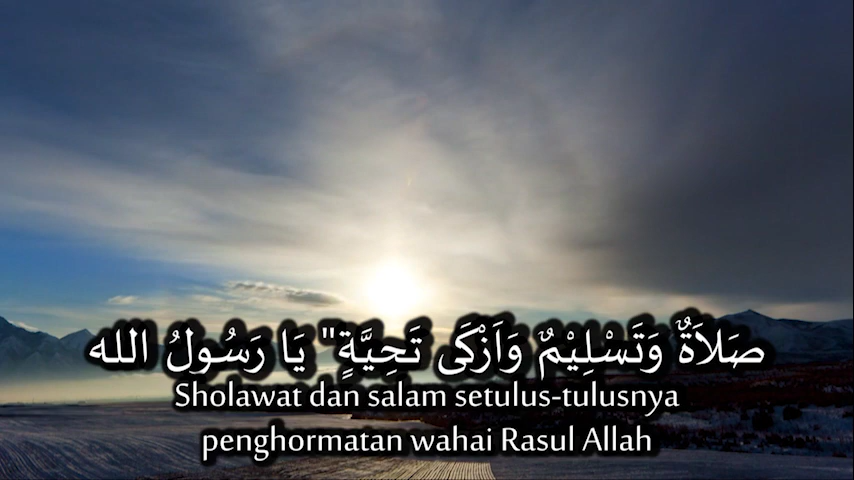 صَلاَةٌ وَتَسْلِيْمٌ وَاَزْكَى تَحِيَّةٍ" يَا رَسُولُ الله
Sholawat dan salam setulus-tulusnya
penghormatan wahai Rasul Allah